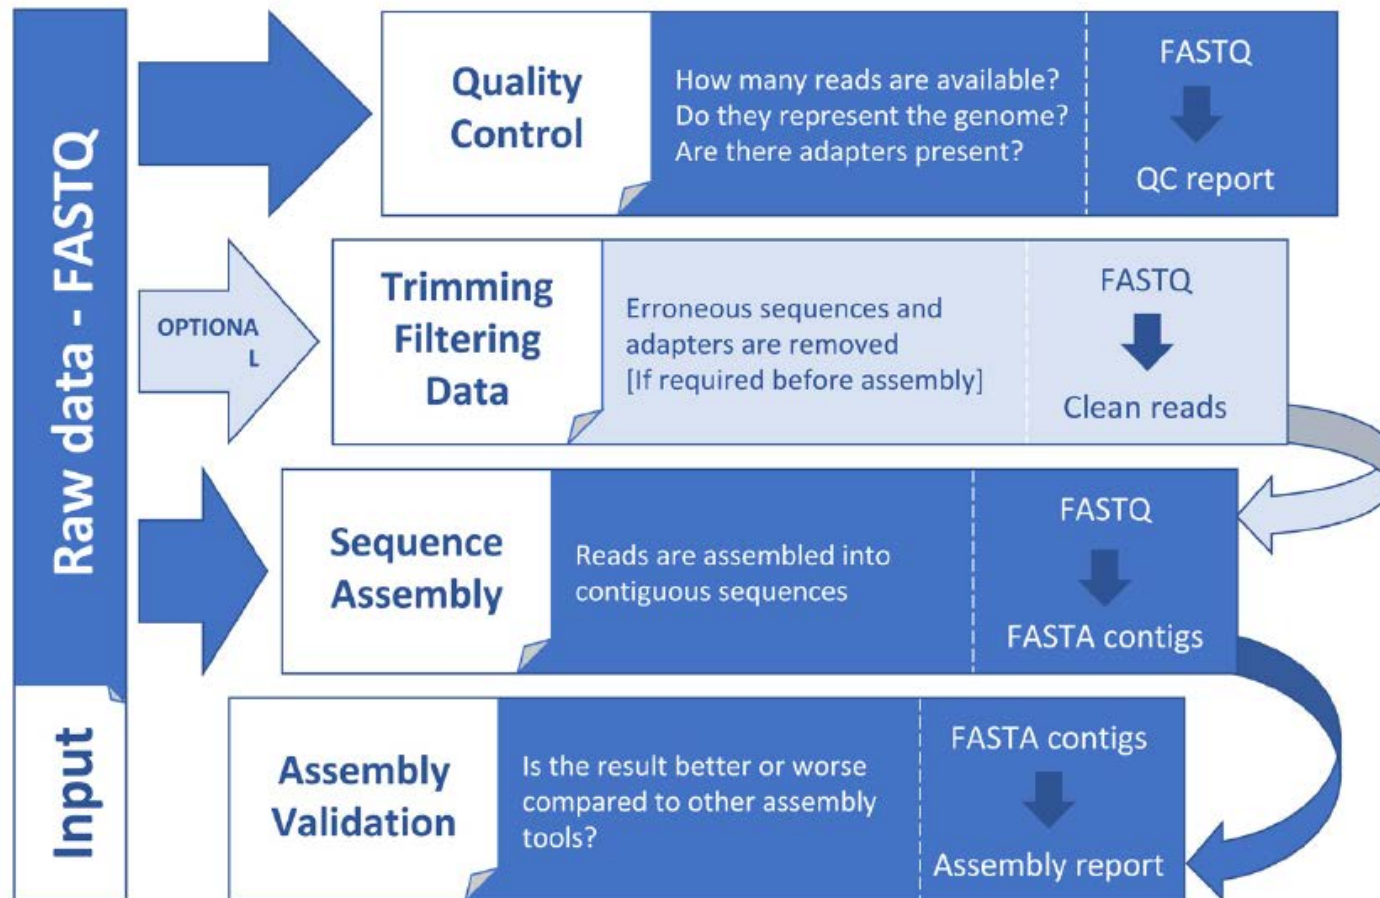 Raw data - FASTQ
Input
Quality
Control
How many reads are available?
Do they represent the genome?
Are there adapters present?
FASTQ
QC report
OPTIONA
L
Trimming
Filtering
Data
Erroneous sequences and
adapters are removed
[If required before assembly]
FASTQ
Clean reads
Sequence
Assembly
Reads are assembled into
contiguous sequences
FASTQ
FASTA contigs
Assembly
Validation
Is the result better or worse
compared to other assembly
tools?
FASTA contigs
Assembly report